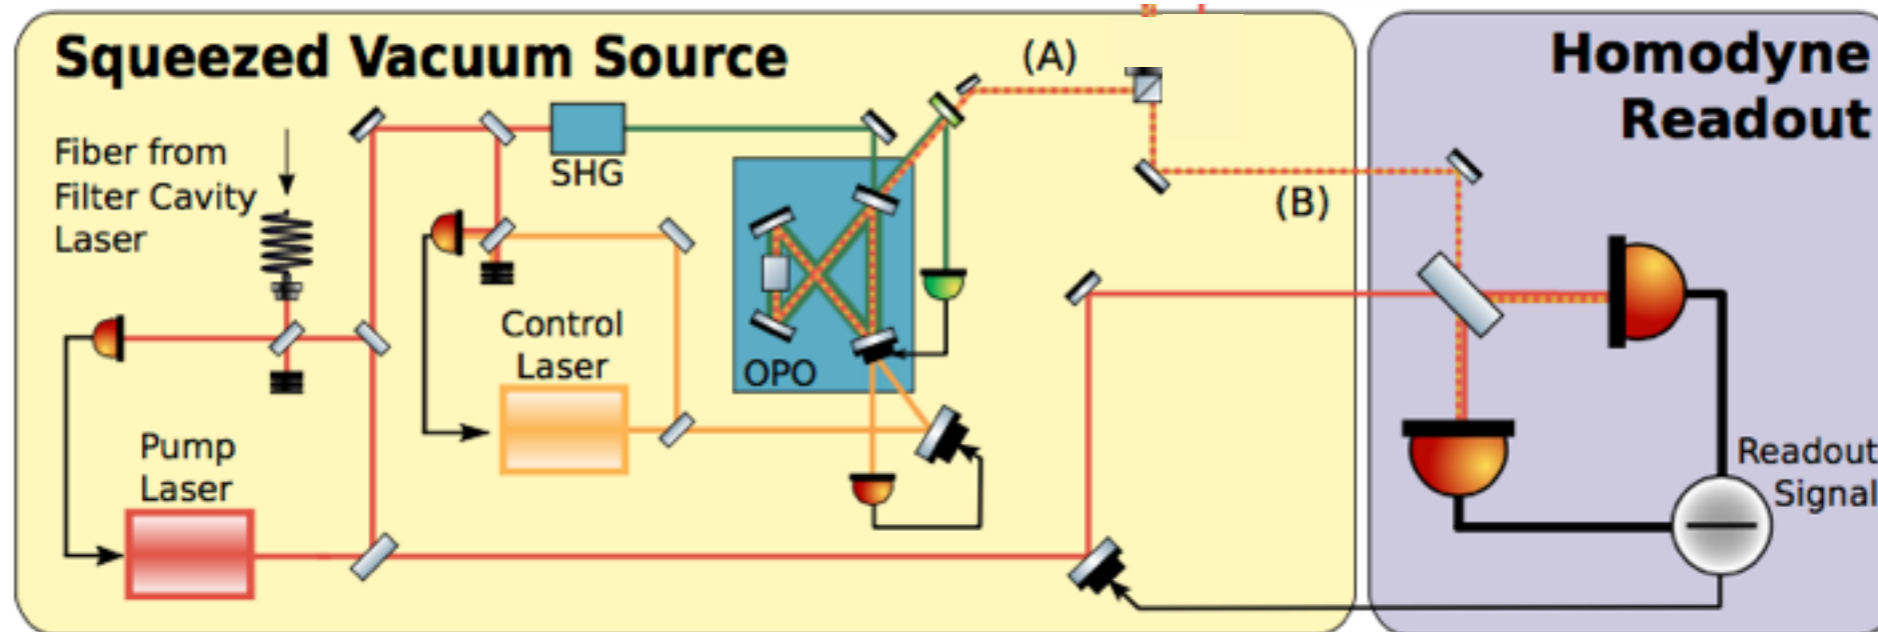 Squeezed Vacuum Source
(A)
Homodyne
Readout
Fiber from
Filter Cavity
Laser
SHG
(B)
Control
Laser
OPO
Pump
Laser
Readout
Signal